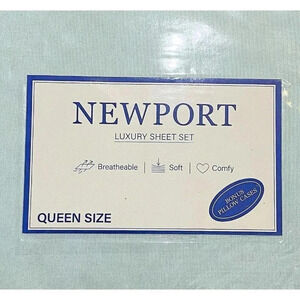 NEWPORT
LUXURY SHEET SET
Breatheable | Soft | Comfy
BONUS
PILLOW CASES
QUEEN SIZE